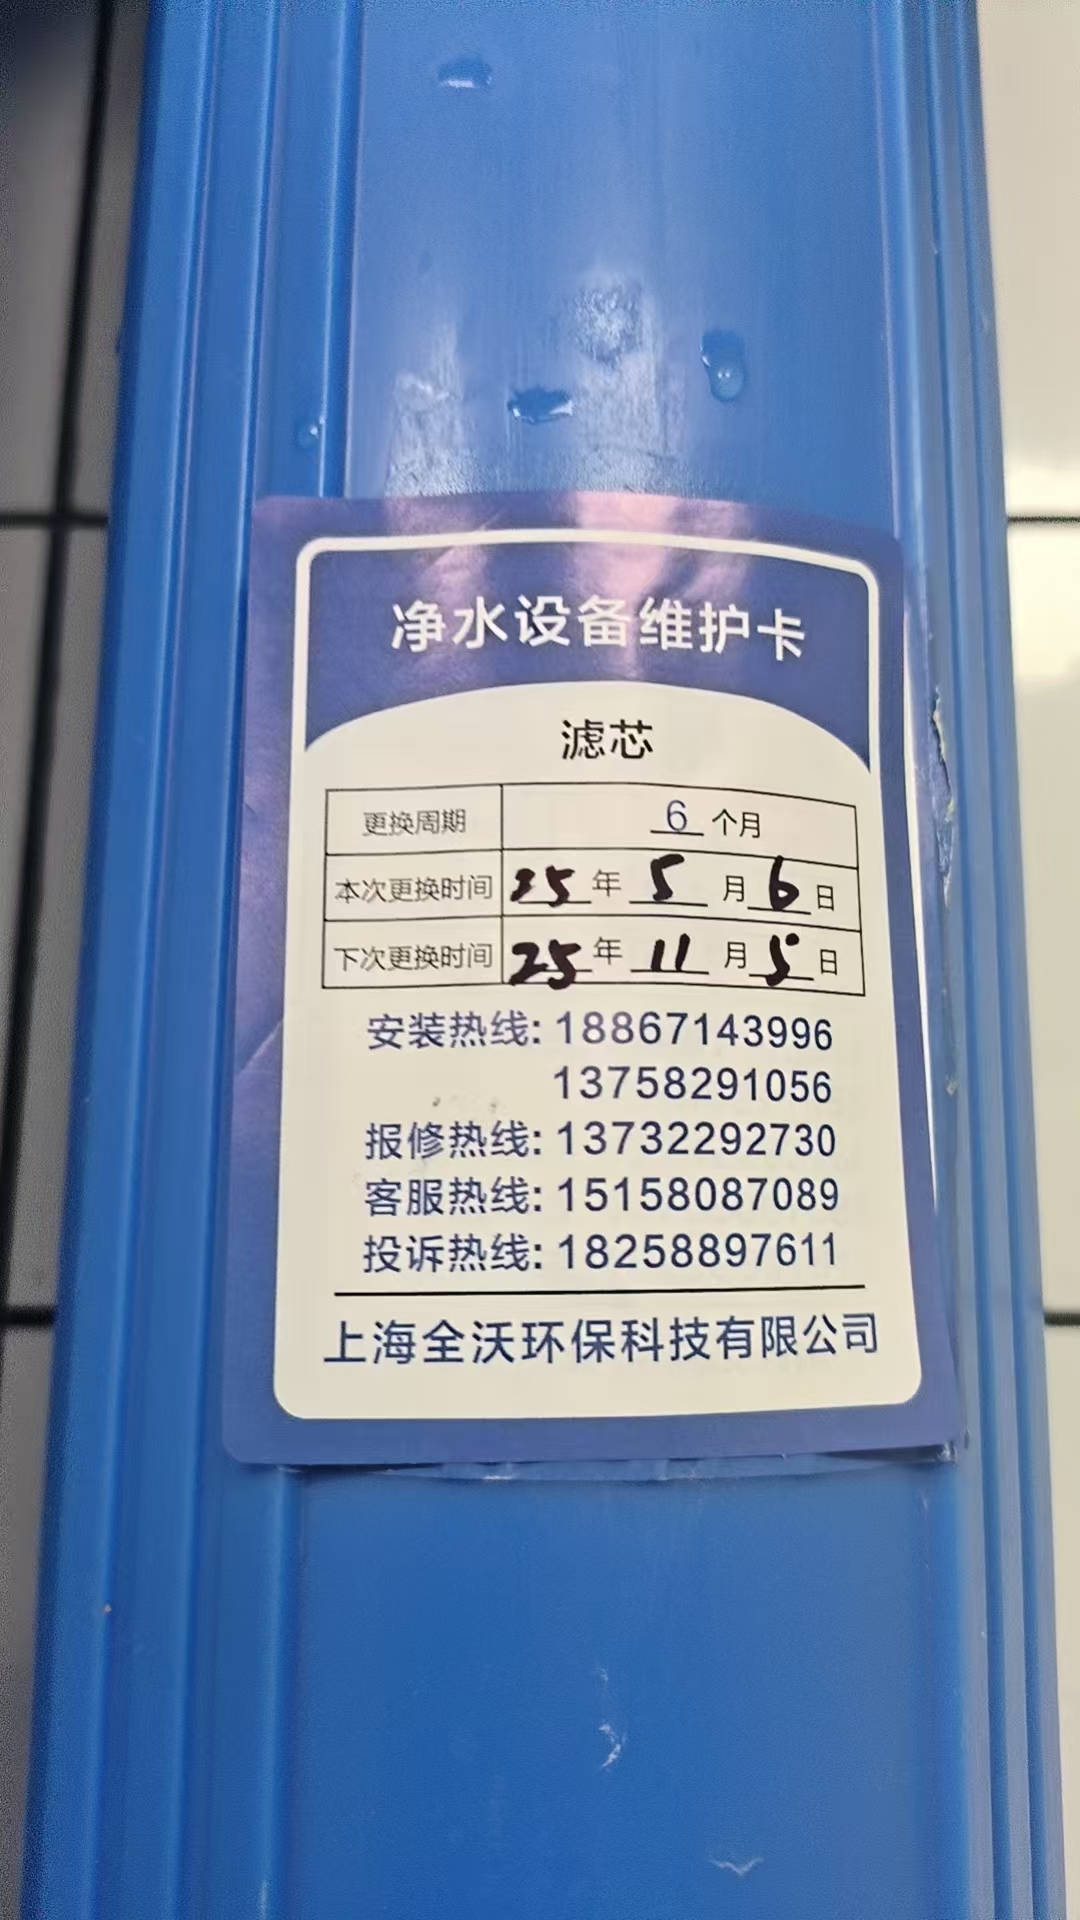 净水设备维护卡
滤芯
更换周期 6 个月
本次更换时间 25 年 5 月 6 日
下次更换时间 25 年 11 月 5 日
安装热线: 18867143996
13758291056
报修热线: 13732292730
客服热线: 15158087089
投诉热线: 18258897611
上海全沃环保科技有限公司